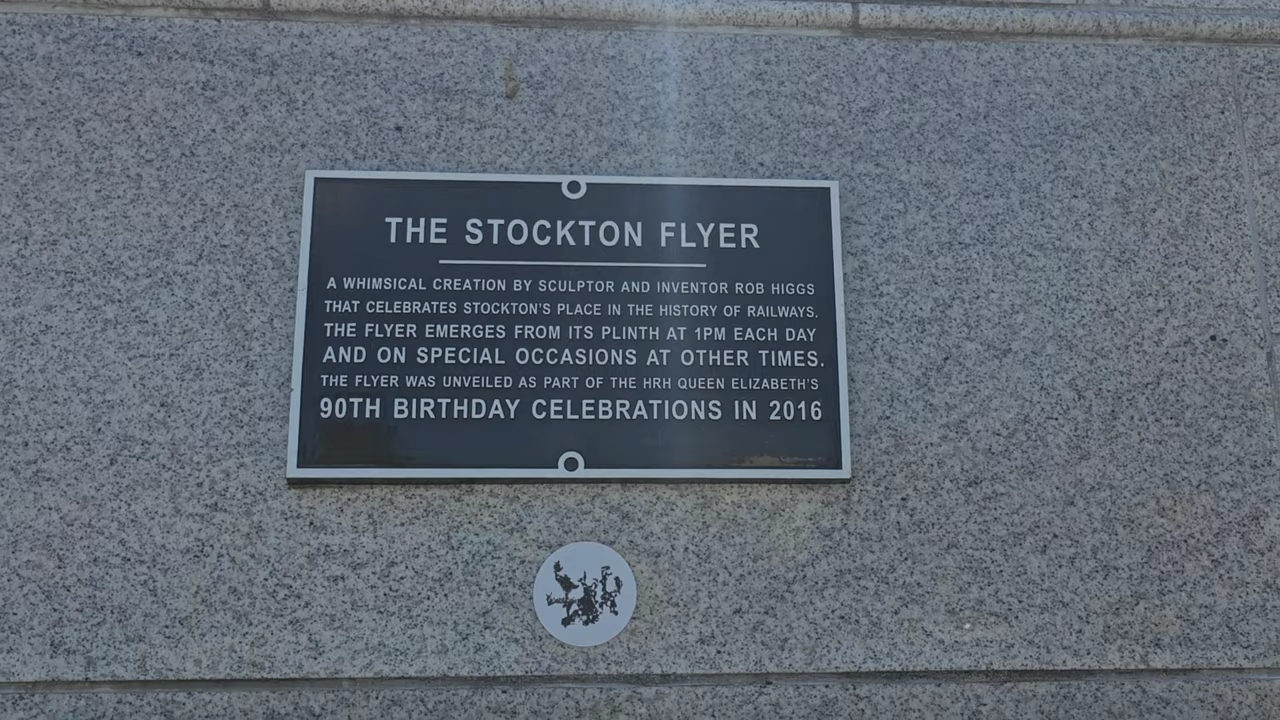 THE STOCKTON FLYER
A WHIMSICAL CREATION BY SCULPTOR AND INVENTOR ROB HIGGS
THAT CELEBRATES STOCKTON'S PLACE IN THE HISTORY OF RAILWAYS.
THE FLYER EMERGES FROM ITS PLINTH AT 1PM EACH DAY
AND ON SPECIAL OCCASIONS AT OTHER TIMES.
THE FLYER WAS UNVEILED AS PART OF THE HRH QUEEN ELIZABETH'S
90TH BIRTHDAY CELEBRATIONS IN 2016